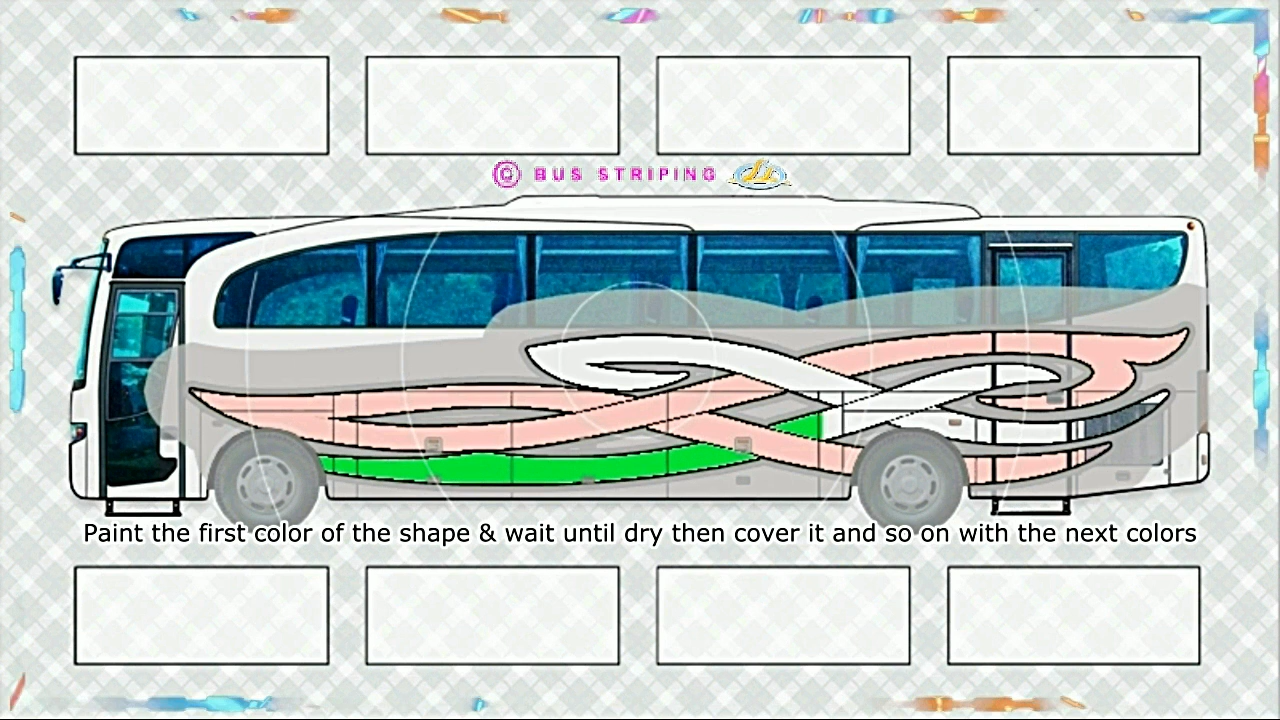 © BUS STRIPING
Paint the first color of the shape & wait until dry then cover it and so on with the next colors